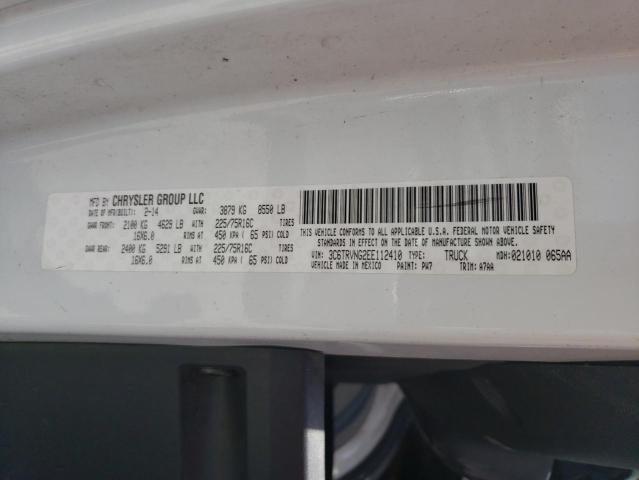 MFD BY CHRYSLER GROUP LLC
DATE OF MFR(BUILT): 2-14 GVWR: 3879 KG 8550 LB
GAWR FRONT: 2100 KG 4629 LB WITH 225/75R16C TIRES
16X6.0 RIMS AT 450 KPA ( 65 PSI) COLD
GAWR REAR: 2400 KG 5291 LB WITH 225/75R16C TIRES
16X6.0 RIMS AT 450 KPA ( 65 PSI) COLD
THIS VEHICLE CONFORMS TO ALL APPLICABLE U.S.A. FEDERAL MOTOR VEHICLE SAFETY
STANDARDS IN EFFECT ON THE DATE OF MANUFACTURE SHOWN ABOVE.
VIN: 3C6TRVNG2EE112410 TYPE: TRUCK MDH:021010 065AA
VEHICLE MADE IN MEXICO PAINT: PW7 TRIM: A7AA